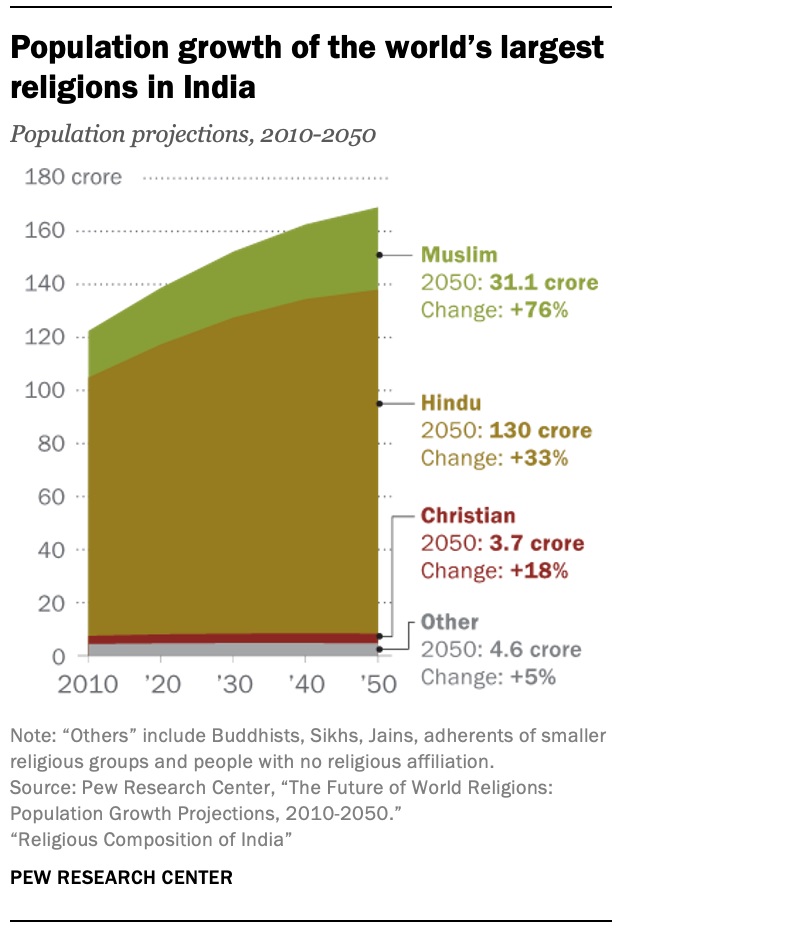 Population growth of the world’s largest
religions in India
Population projections, 2010-2050
180 crore
160
140
120
100
80
60
40
20
0
2010 ’20 ’30 ’40 ’50
Muslim
2050: 31.1 crore
Change: +76%
Hindu
2050: 130 crore
Change: +33%
Christian
2050: 3.7 crore
Change: +18%
Other
2050: 4.6 crore
Change: +5%
Note: “Others” include Buddhists, Sikhs, Jains, adherents of smaller
religious groups and people with no religious affiliation.
Source: Pew Research Center, “The Future of World Religions:
Population Growth Projections, 2010-2050.”
“Religious Composition of India”
PEW RESEARCH CENTER